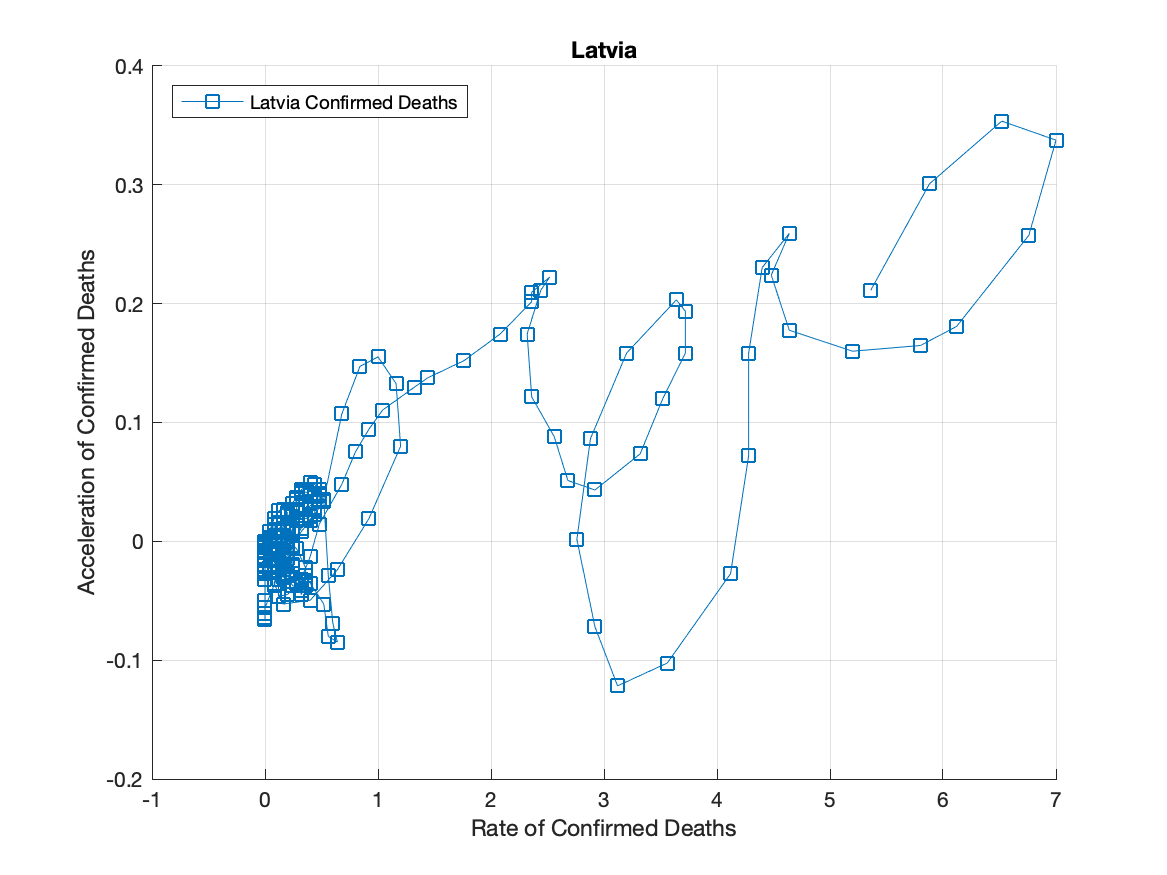 Latvia
Latvia Confirmed Deaths
Acceleration of Confirmed Deaths
0.4
0.3
0.2
0.1
0
-0.1
-0.2
-1 0 1 2 3 4 5 6 7
Rate of Confirmed Deaths